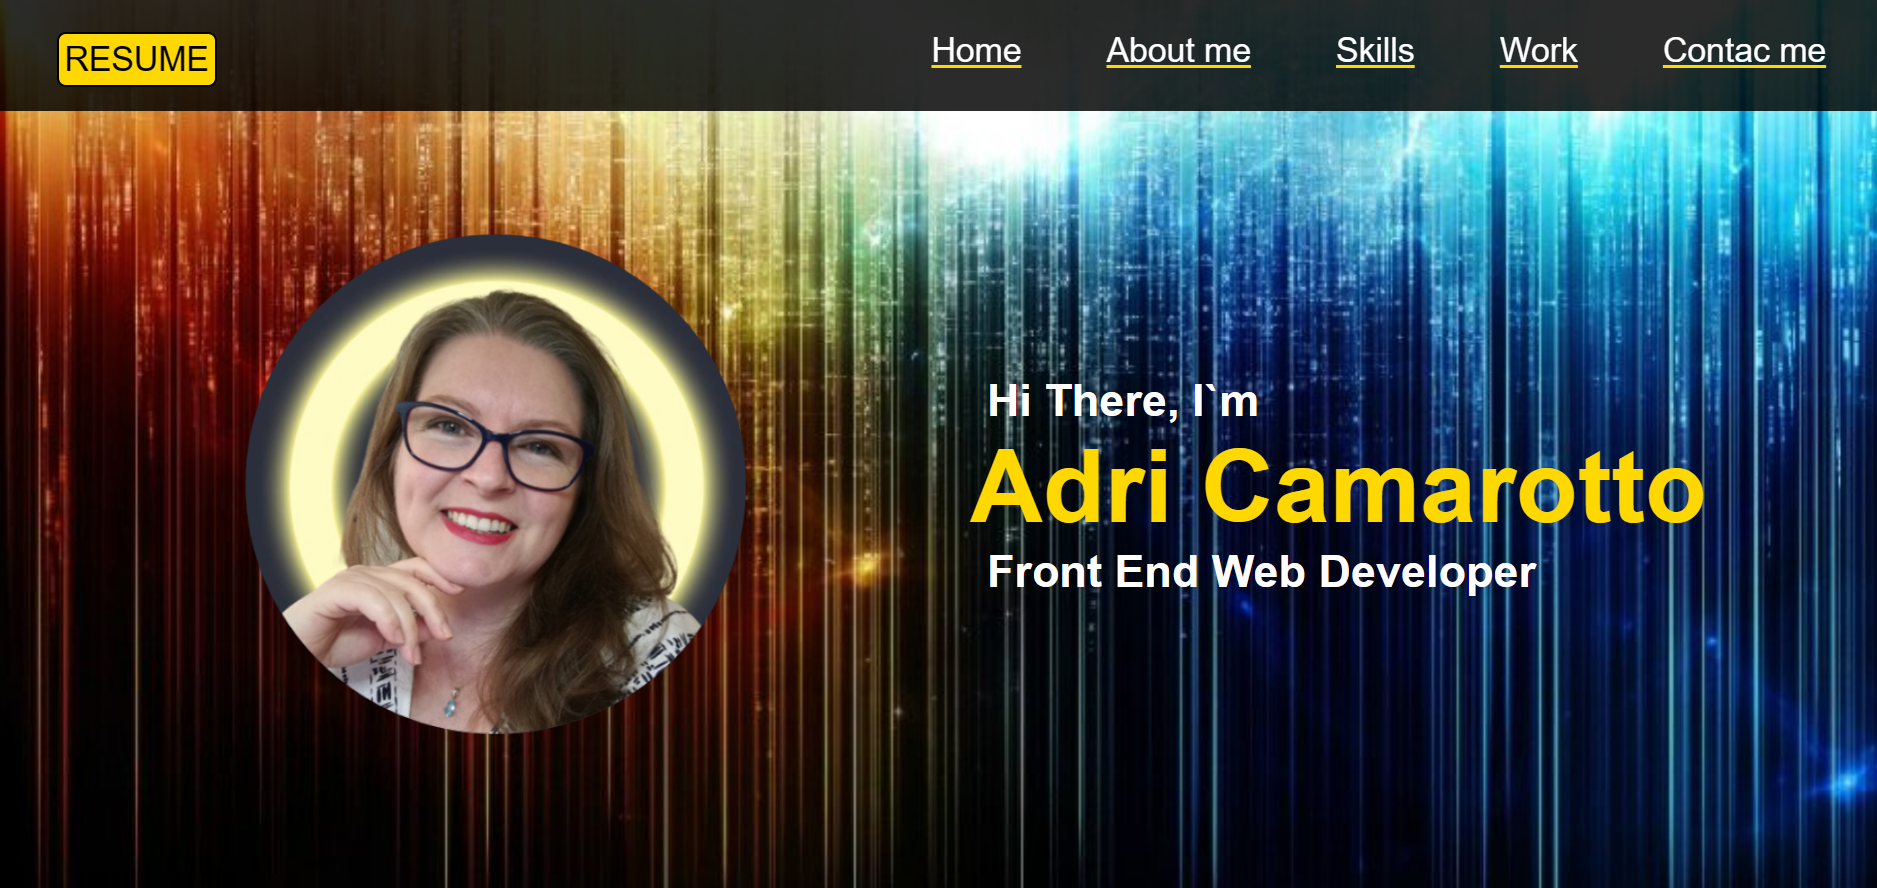 RESUME
Home About me Skills Work Contac me
Hi There, I`m
Adri Camarotto
Front End Web Developer